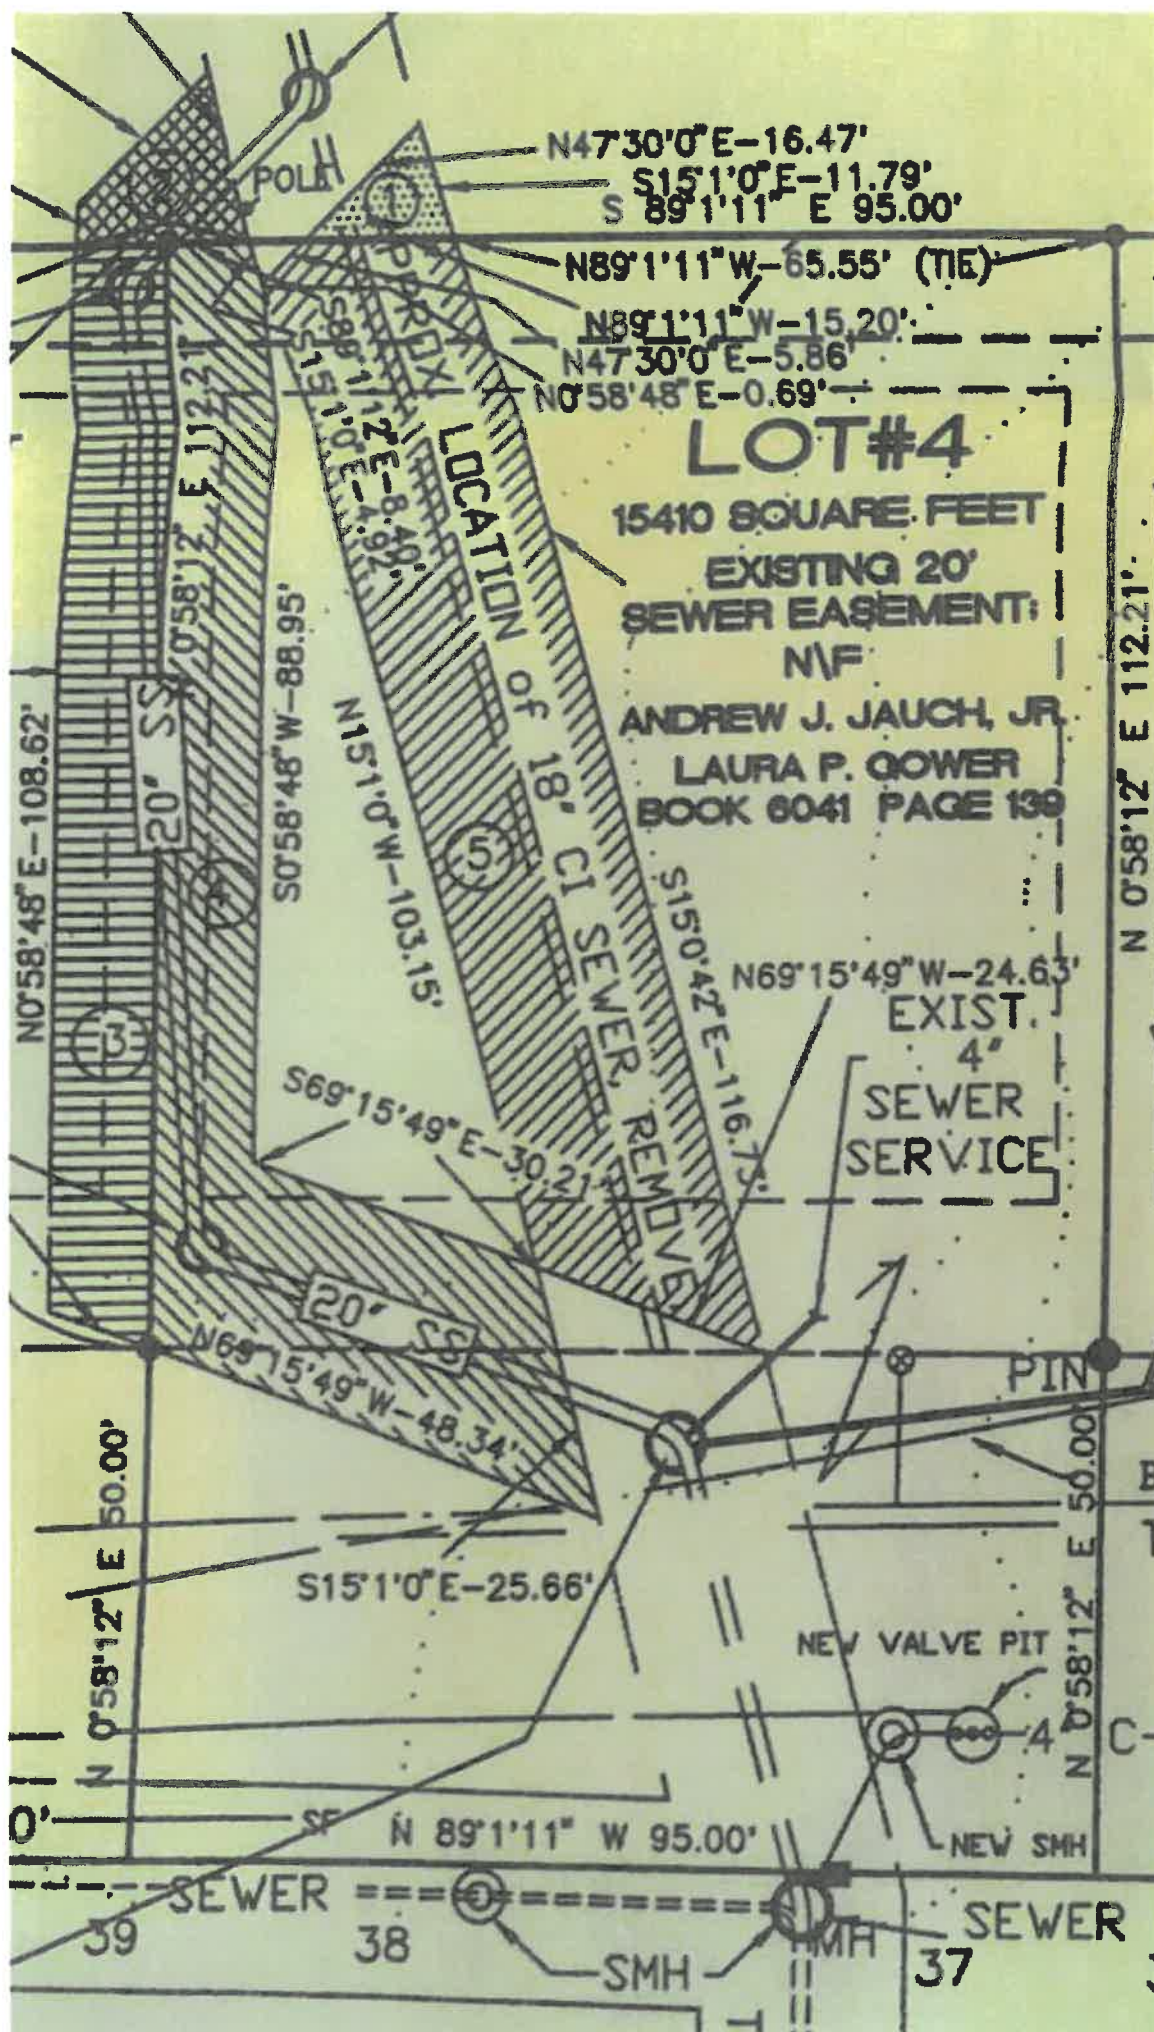 N47°30'0"E-16.47'
POLE
S15°1'0"E-11.79'
S 89°1'11" E 95.00'
1
N89°1'11"W-65.55' (TIE)
N89°1'11"W-15.20'
N47°30'0"E-5.86'
N0°58'48"E-0.69'
LOT#4
15410 SQUARE FEET
EXISTING 20'
SEWER EASEMENT:
N\F
ANDREW J. JAUCH, JR.
LAURA P. GOWER
BOOK 6041 PAGE 139
APPROX.
LOCATION of 18" CI SEWER, REMOVE
S15°1'0"E-4.92'
0°58'12" E 112.21'
20' SS
S0°58'48"W-88.95'
N0°58'48"E-108.62'
N15°1'0"W-103.15'
S15°0'42"E-116.73'
N 0°58'12" E 112.21'
3
4
5
N69°15'49"W-24.63'
EXIST.
4"
SEWER
SERVICE
S69°15'49"E-30.21'
20' SS
N69°15'49"W-48.34'
PIN
S15°1'0"E-25.66'
N 0°58'12" E 50.00'
N 0°58'12" E 50.00'
NEW VALVE PIT
4"
C-
0'
SF
N 89°1'11" W 95.00'
NEW SMH
SEWER
SEWER
39
38
SMH
MH
37